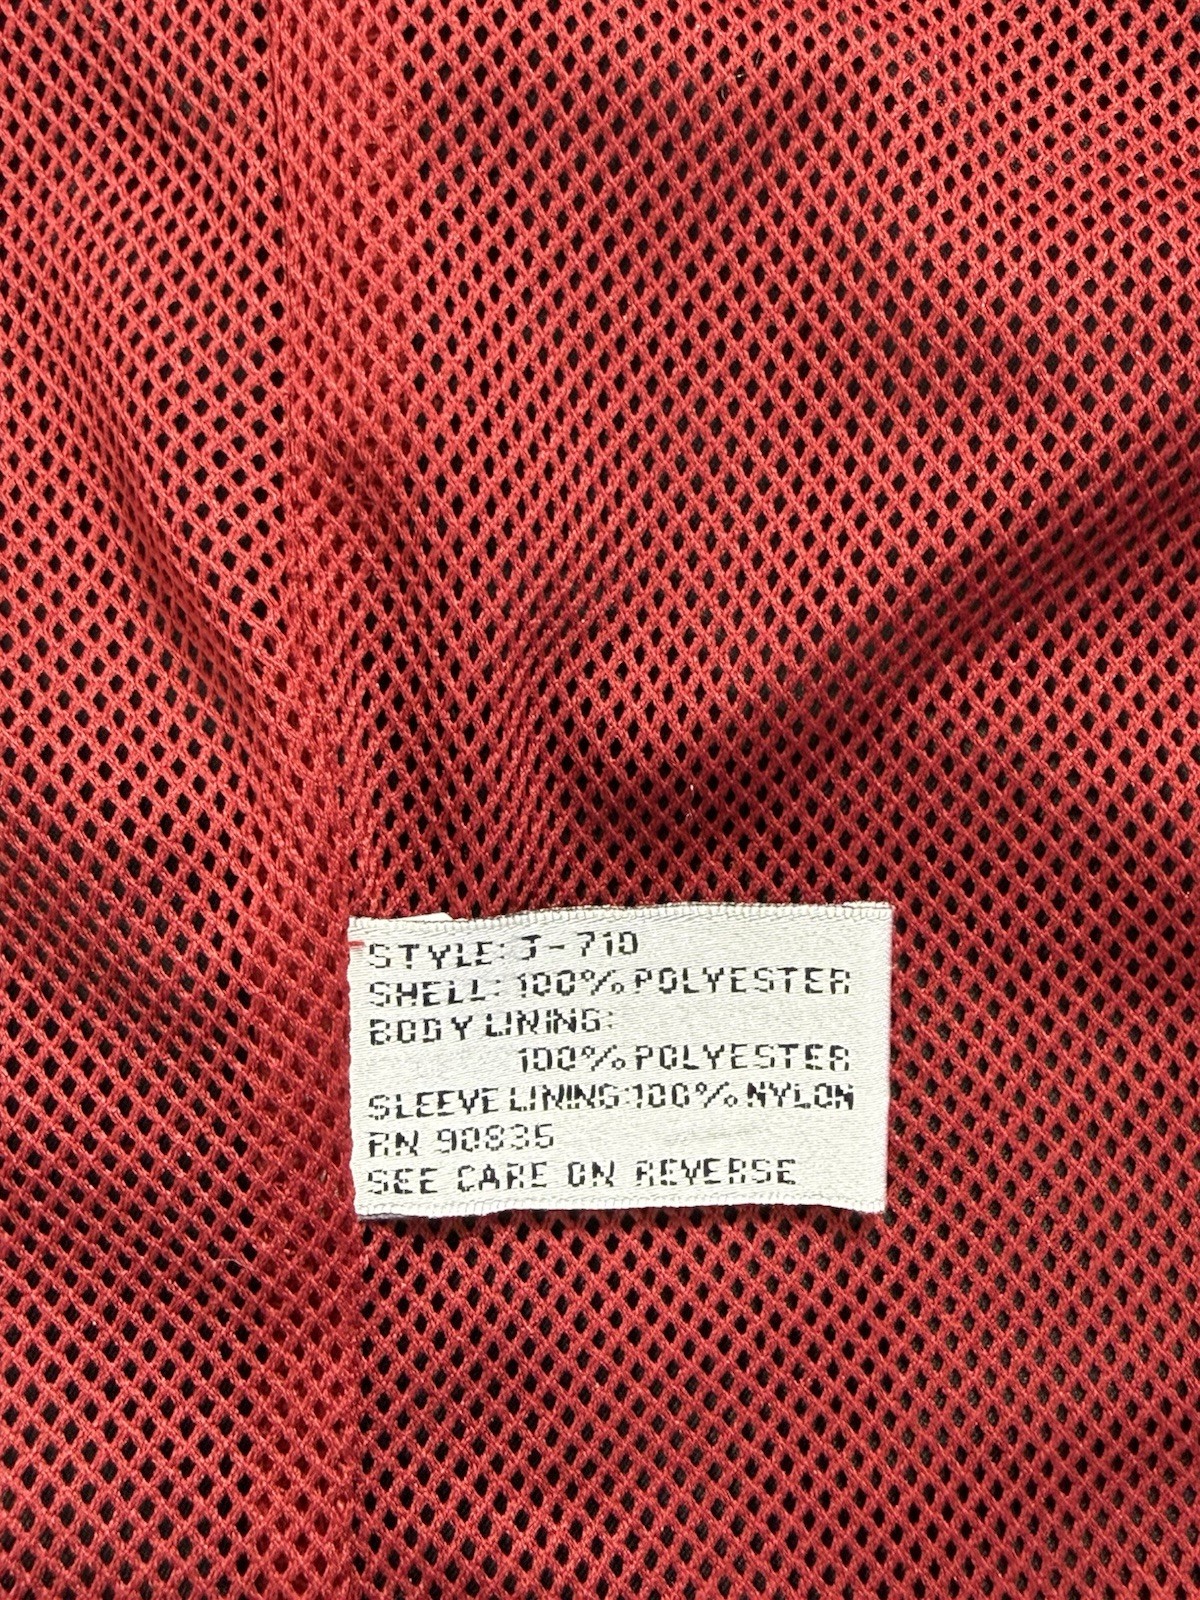 STYLE: J-710
SHELL: 100% POLYESTER
BODY LINING:
100% POLYESTER
SLEEVE LINING: 100% NYLON
RN 90835
SEE CARE ON REVERSE